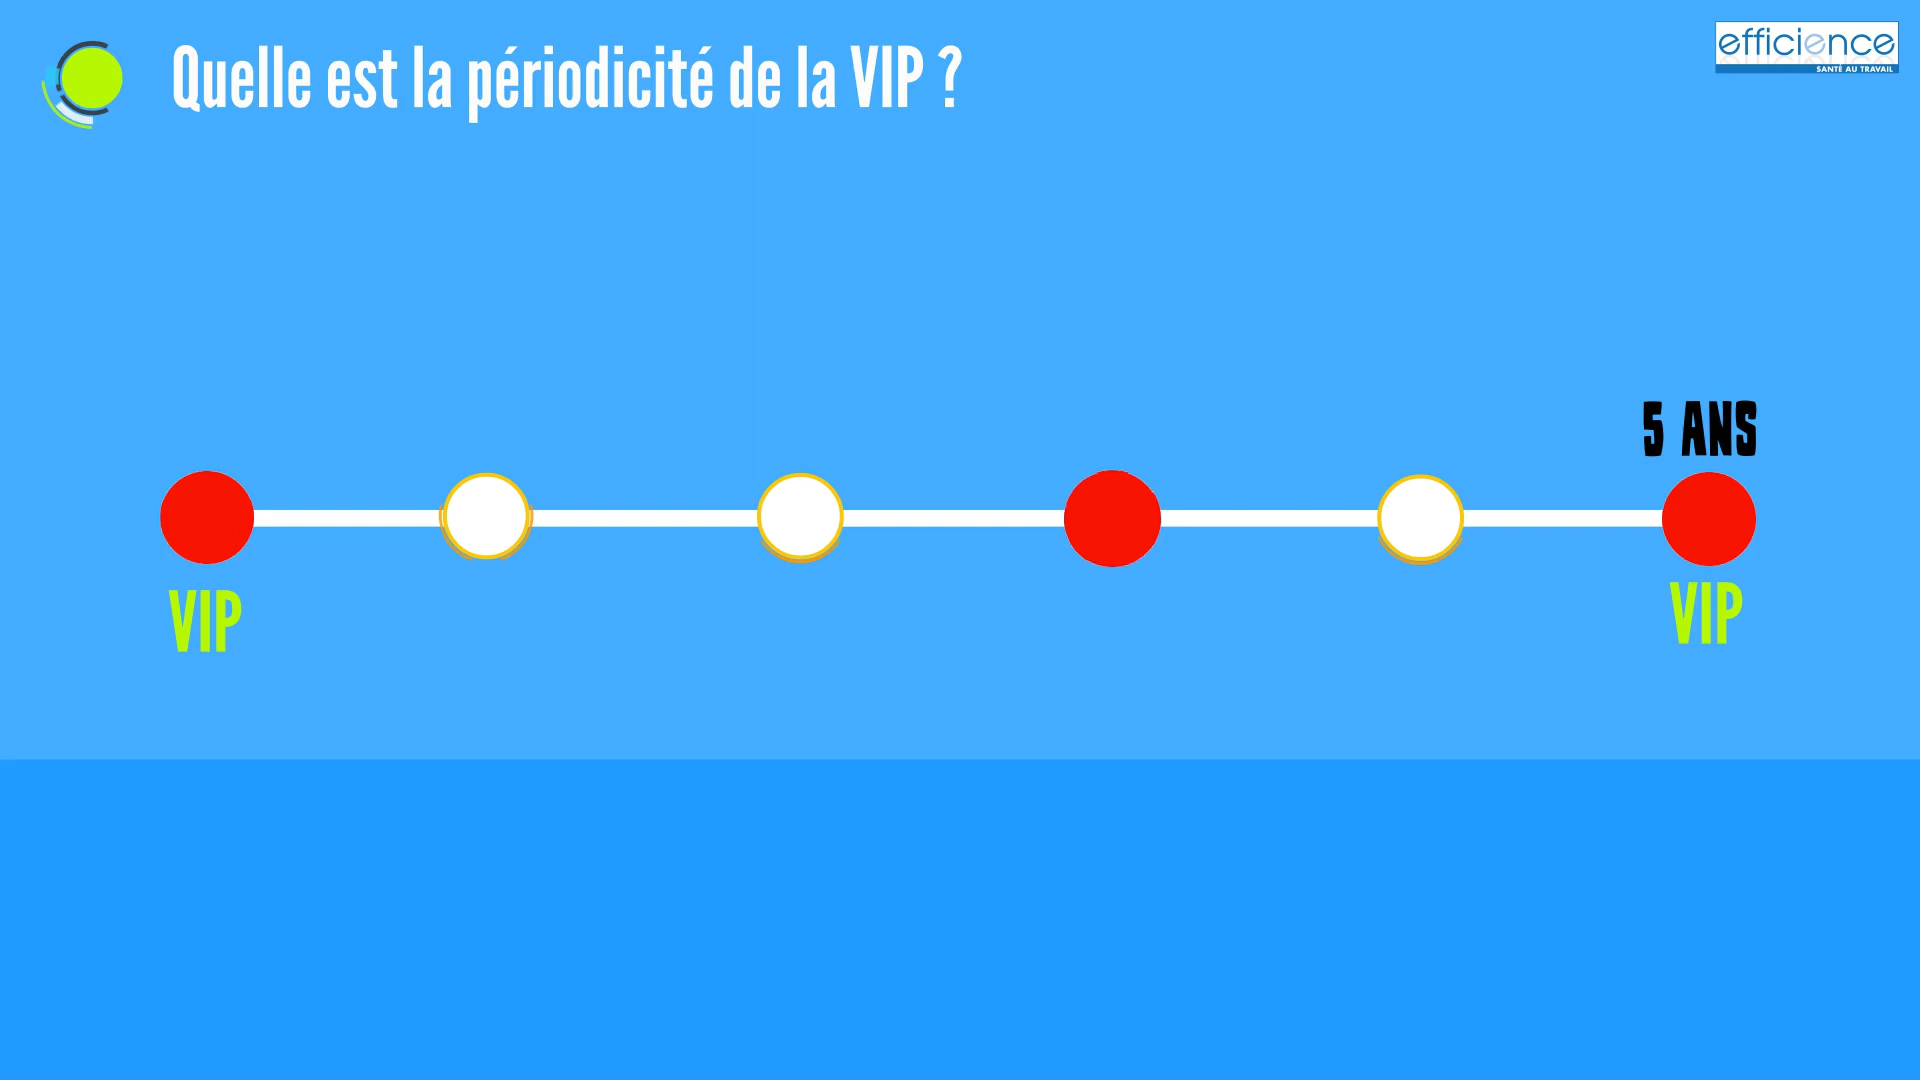 Quelle est la périodicité de la VIP ?
efficience
SANTÉ AU TRAVAIL
5 ANS
VIP
VIP